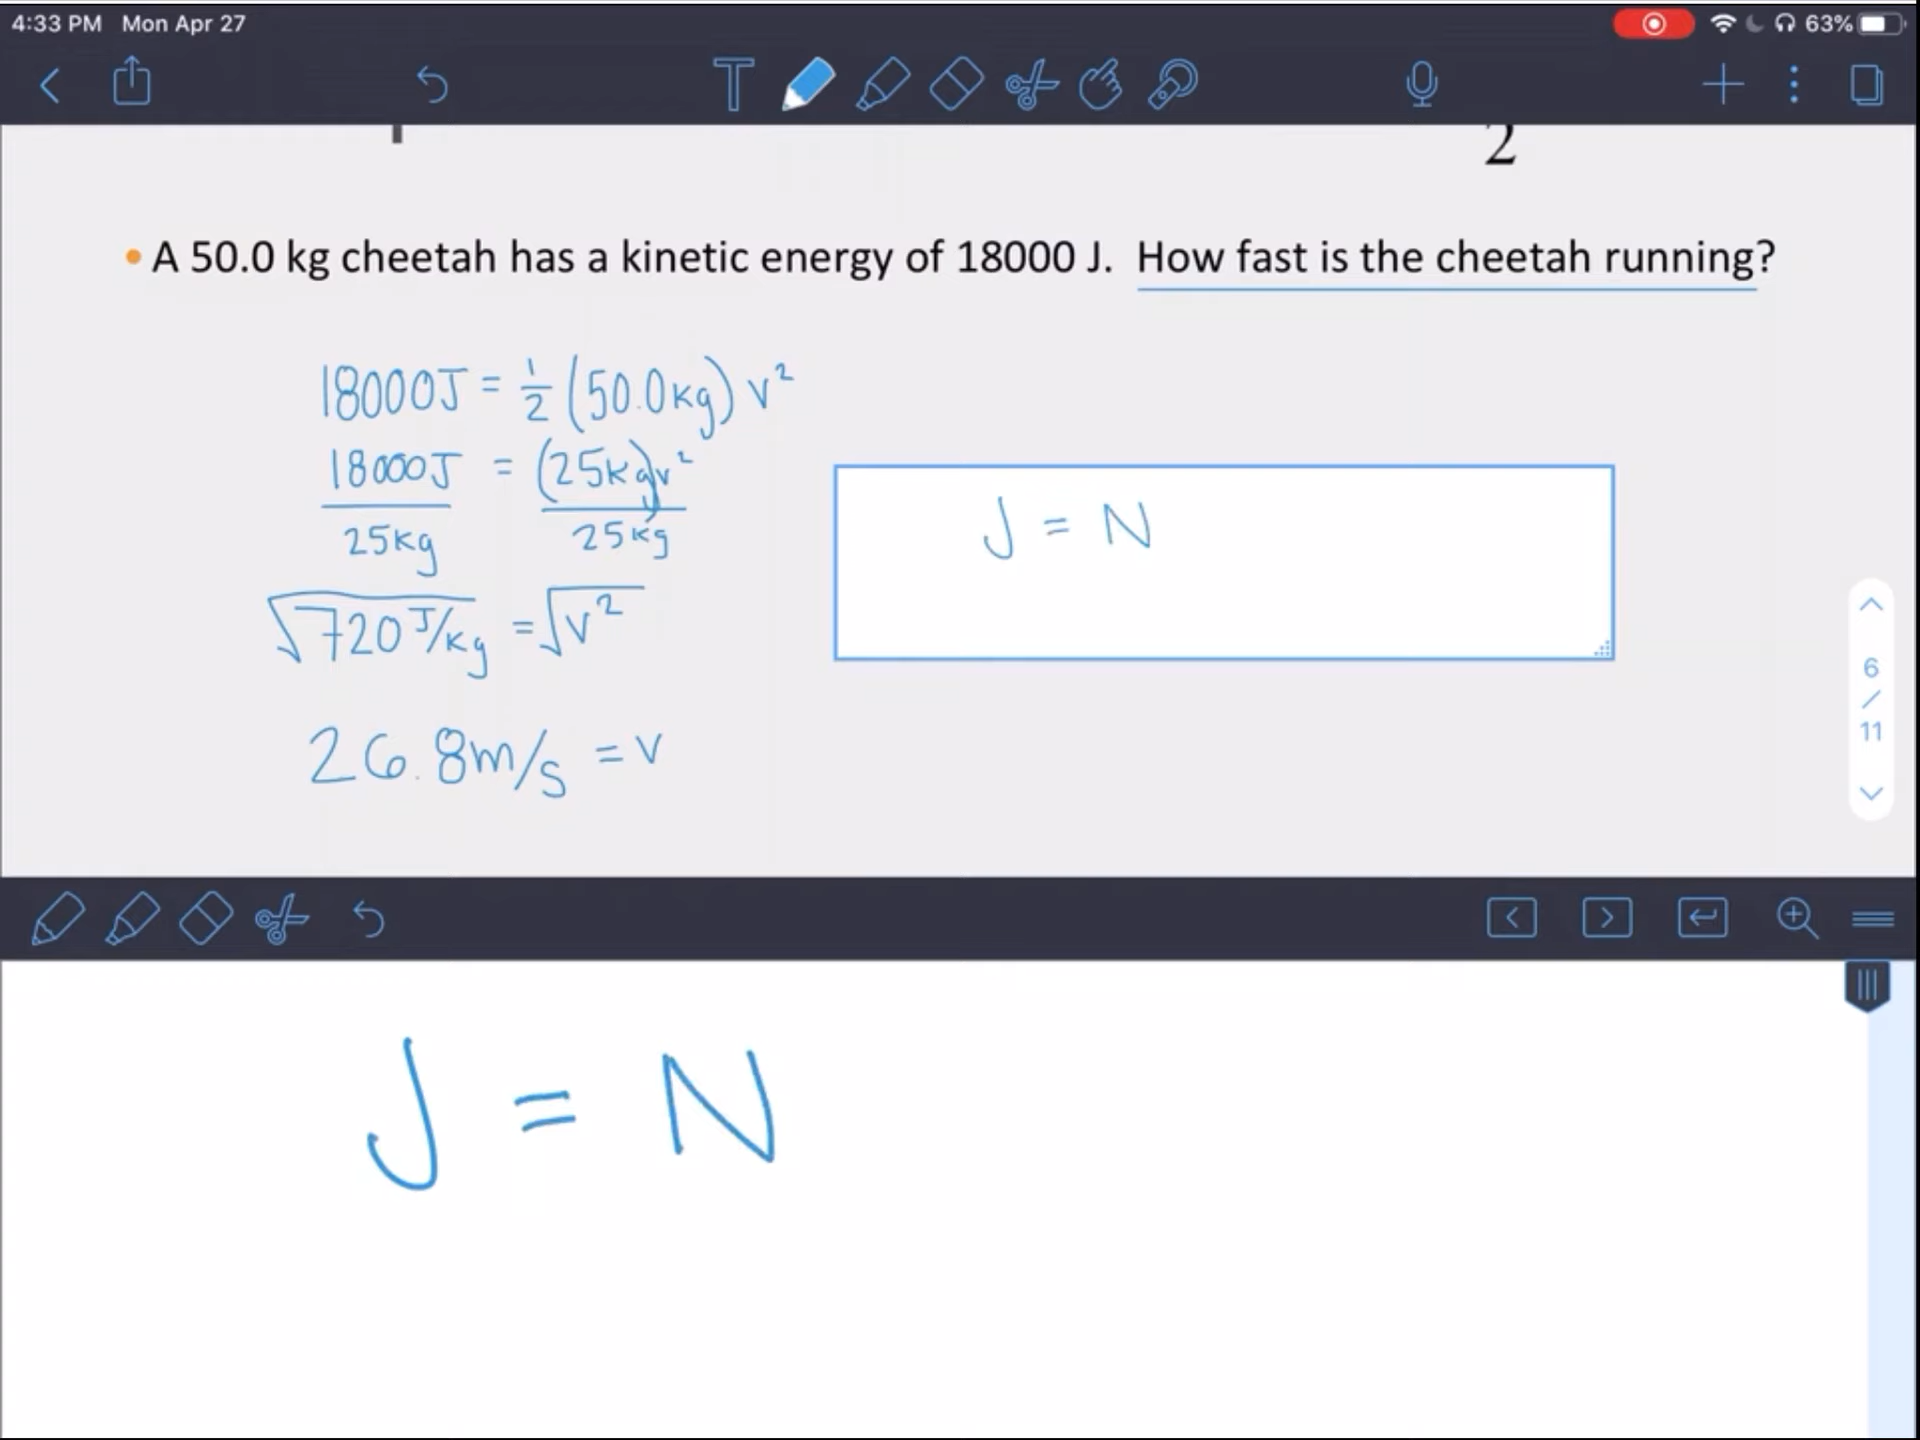 4:33 PM Mon Apr 27
63%
T
2
• A 50.0 kg cheetah has a kinetic energy of 18000 J. How fast is the cheetah running?
18000J = 1/2 (50.0kg) v²
18000J = (25kg)v²
25kg 25kg
√720 J/kg = √v²
26.8m/s = v
J = N
6
/
11
J = N